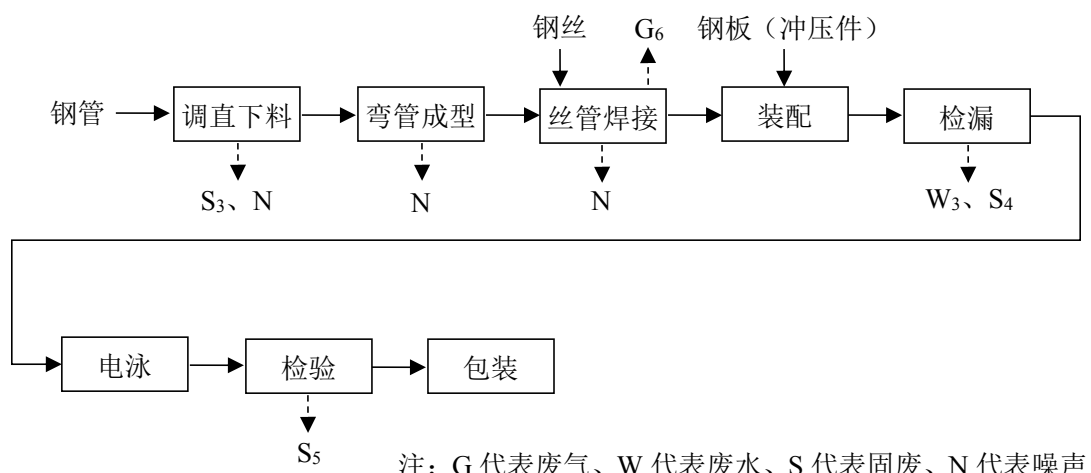 钢丝 G₆ 钢板（冲压件）
钢管 调直下料 弯管成型 丝管焊接 装配 检漏
S₃、N N N W₃、S₄
电泳 检验 包装
S₅
注：G 代表废气、W 代表废水、S 代表固废、N 代表噪声